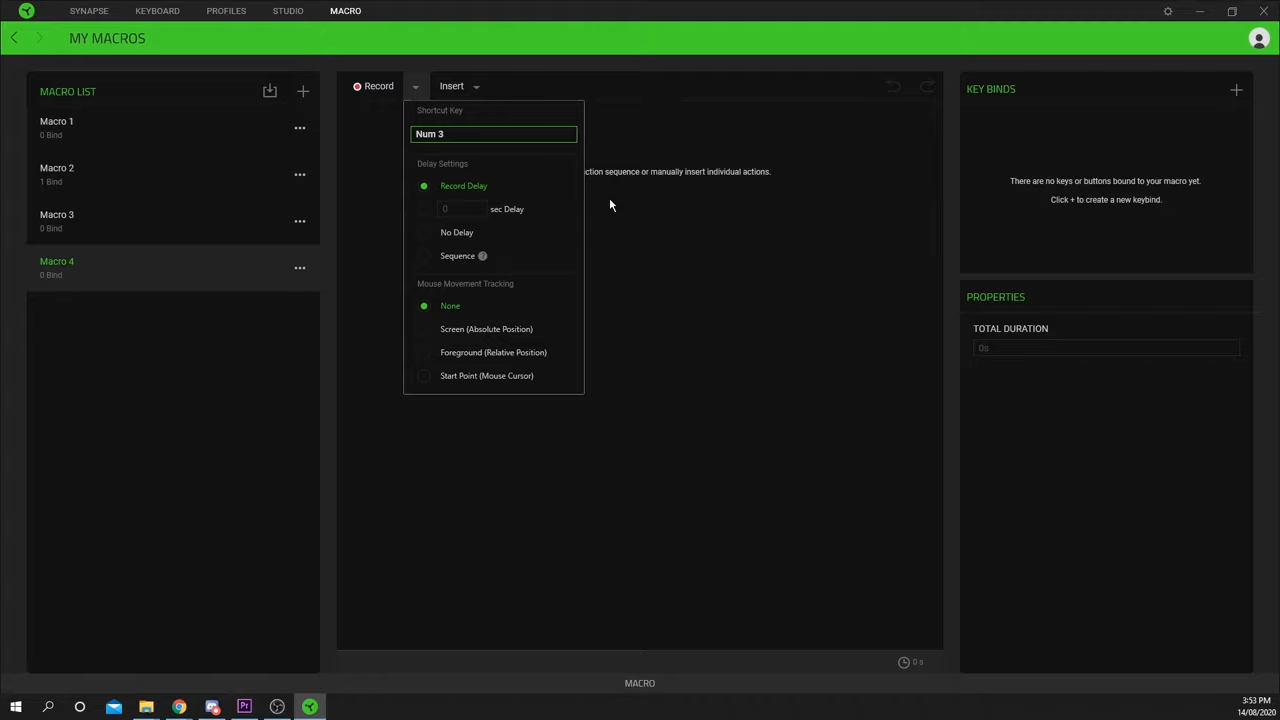 SYNAPSE KEYBOARD PROFILES STUDIO MACRO
MY MACROS
MACRO LIST
Macro 1
0 Bind
Macro 2
1 Bind
Macro 3
0 Bind
Macro 4
0 Bind
Record Insert
Shortcut Key
Num 3
Delay Settings
Record Delay
0 sec Delay
No Delay
Sequence ?
Mouse Movement Tracking
None
Screen (Absolute Position)
Foreground (Relative Position)
Start Point (Mouse Cursor)
ction sequence or manually insert individual actions.
0 s
KEY BINDS
There are no keys or buttons bound to your macro yet.
Click + to create a new keybind.
PROPERTIES
TOTAL DURATION
0s
MACRO
Pr
3:53 PM
14/08/2020